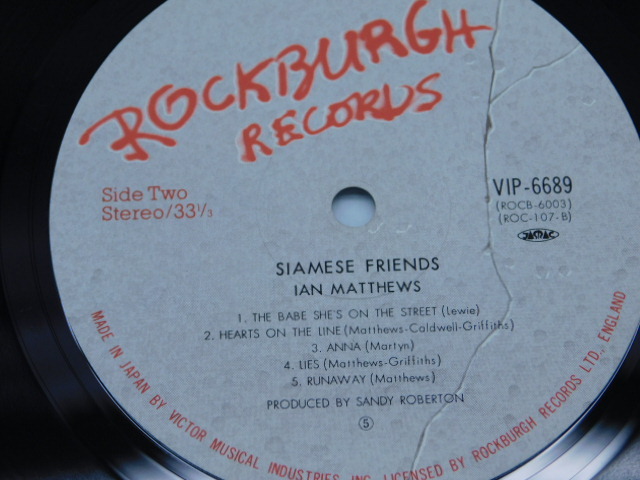 ROCKBURGH
RECORDS
Side Two
Stereo/33 1/3
VIP-6689
(ROCB-6003)
(ROC-107-B)
JASRAC
SIAMESE FRIENDS
IAN MATTHEWS
1. THE BABE SHE'S ON THE STREET (Lewie)
2. HEARTS ON THE LINE (Matthews-Caldwell-Griffiths)
3. ANNA (Martyn)
4. LIES (Matthews-Griffiths)
5. RUNAWAY (Matthews)
PRODUCED BY SANDY ROBERTON
⑤
MADE IN JAPAN BY VICTOR MUSICAL INDUSTRIES, INC. LICENSED BY ROCKBURGH RECORDS LTD. ENGLAND